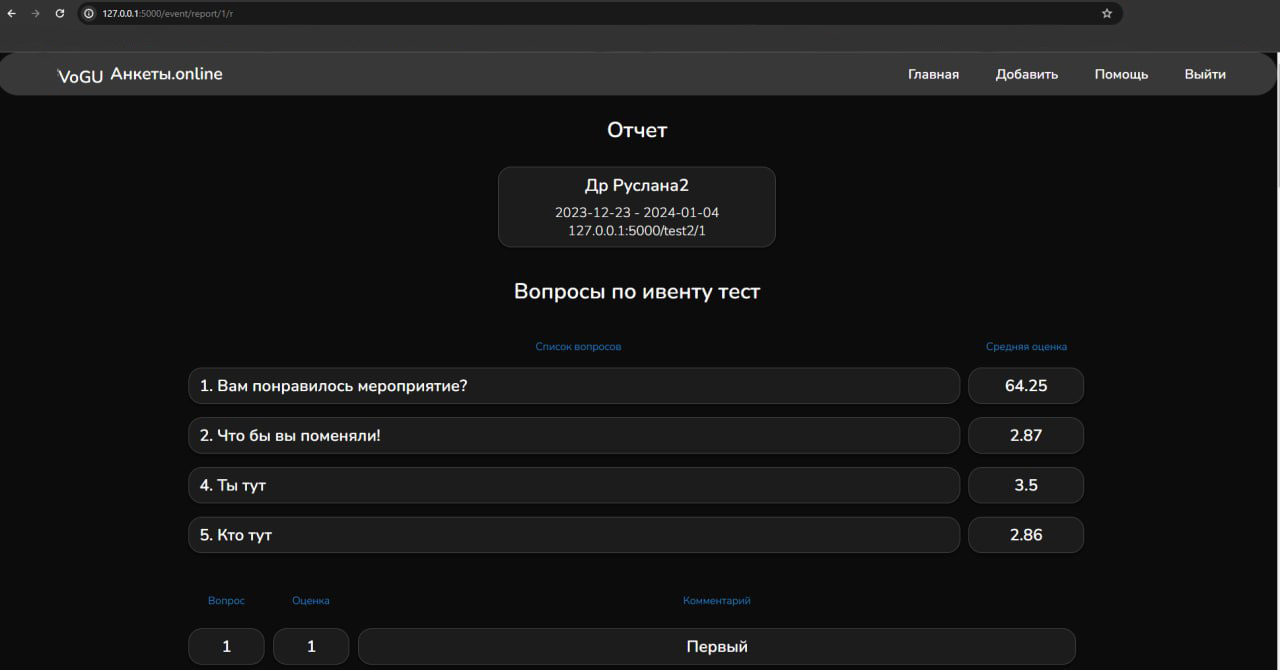 127.0.0.1:5000/event/report/1/r
VoGU Анкеты.online Главная Добавить Помощь Выйти
Отчет
Др Руслана2
2023-12-23 - 2024-01-04
127.0.0.1:5000/test2/1
Вопросы по ивенту тест
Список вопросов Средняя оценка
1. Вам понравилось мероприятие? 64.25
2. Что бы вы поменяли! 2.87
4. Ты тут 3.5
5. Кто тут 2.86
Вопрос Оценка Комментарий
1 1 Первый